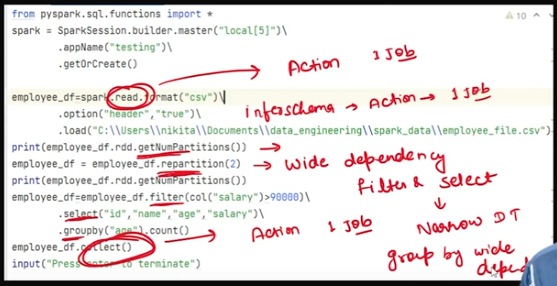 from pyspark.sql.functions import *
10
spark = SparkSession.builder.master("local[5]")\
.appName("testing")\
.getOrCreate()
Action 1 Job
employee_df=spark.read.format("csv")\
.option("header","true")\
inferschema → Action → 1 Job
.load("C:\\Users\\nikita\\Documents\\data_engineering\\spark_data\\employee_file.csv")
print(employee_df.rdd.getNumPartitions())
employee_df = employee_df.repartition(2)
→ Wide dependency
print(employee_df.rdd.getNumPartitions())
filter & select
employee_df=employee_df.filter(col("salary")>90000)\
.select("id","name","age","salary")\
Narrow DT
.groupby("age").count()
Action 1 Job
employee_df.collect()
group by wide
input("Press enter to terminate")